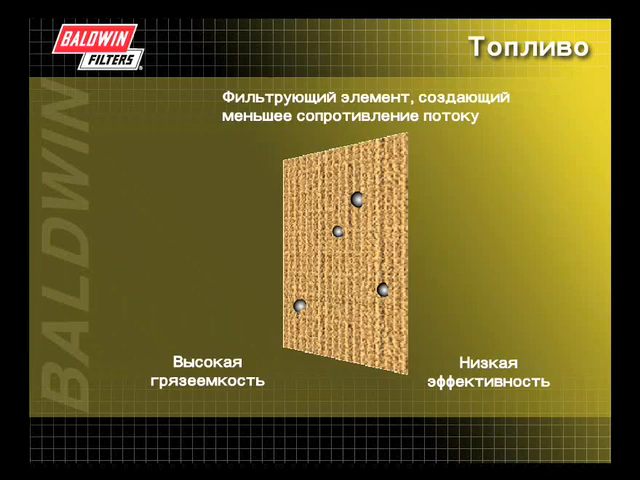 BALDWIN
FILTERS
Топливо
Фильтрующий элемент, создающий
меньшее сопротивление потоку
BALDWIN
Высокая
грязеемкость
Низкая
эффективность